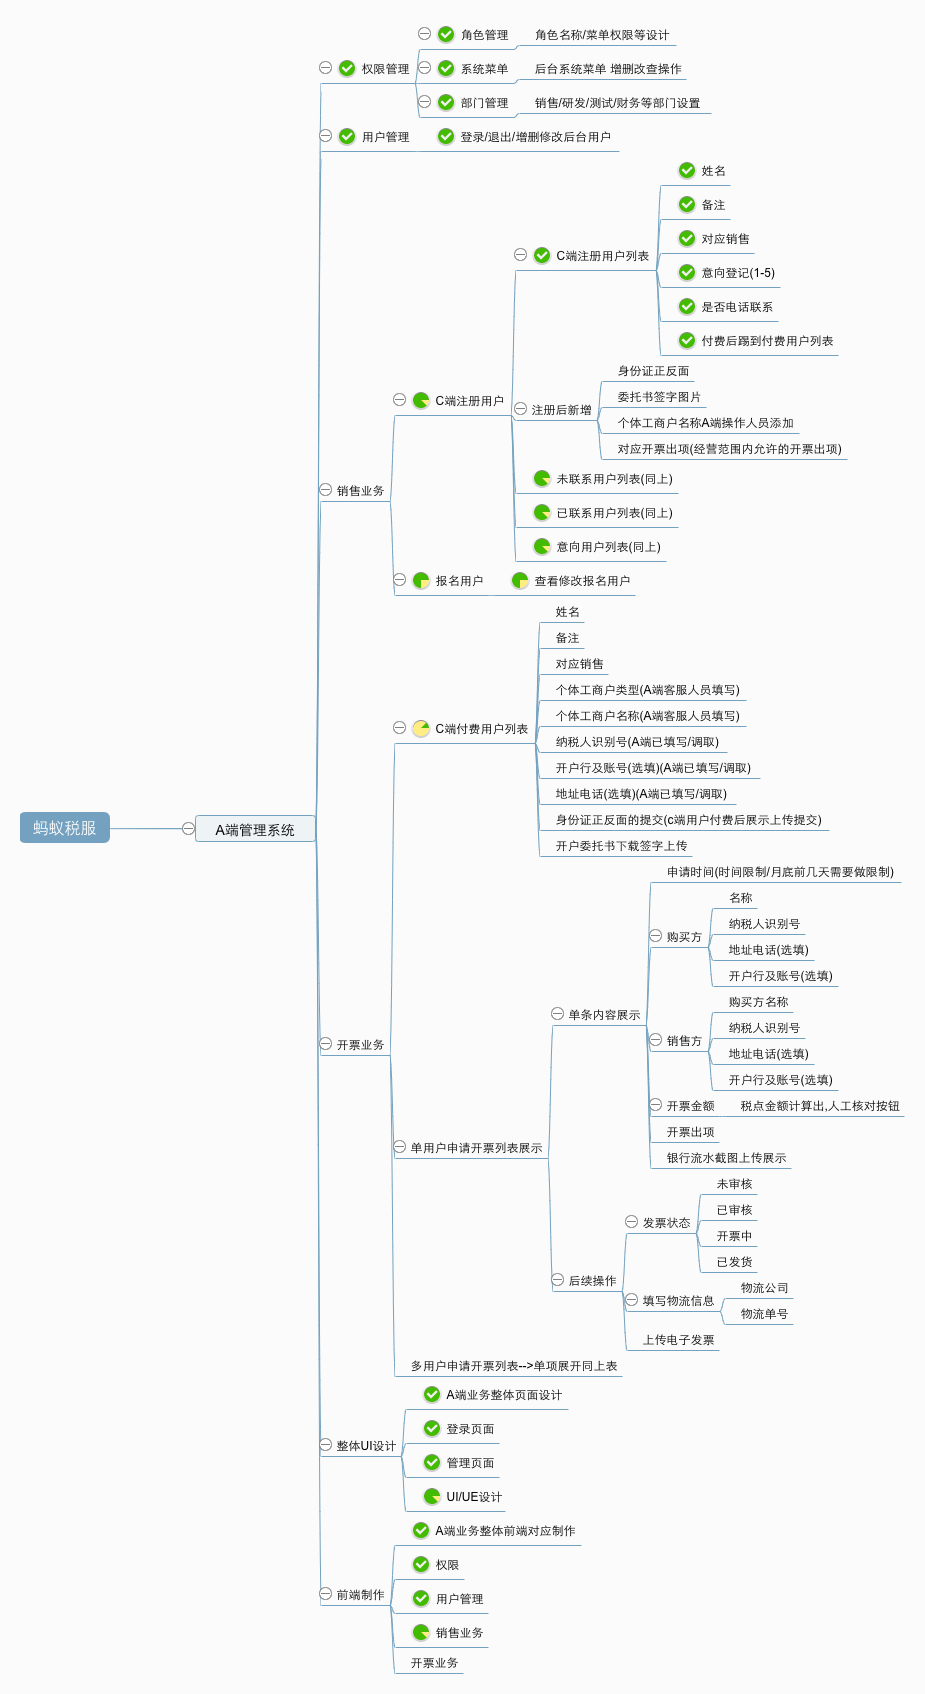 角色管理 角色名称/菜单权限等设计
权限管理 系统菜单 后台系统菜单 增删改查操作
部门管理 销售/研发/测试/财务等部门设置
用户管理 登录/退出/增删修改后台用户
姓名
备注
对应销售
C端注册用户列表
意向登记(1-5)
是否电话联系
付费后蹋到付费用户列表
身份证正反面
委托书签字图片
C端注册用户 注册后新增
个体工商户名称A端操作人员添加
对应开票出项(经营范围内允许的开票出项)
未联系用户列表(同上)
销售业务
已联系用户列表(同上)
意向用户列表(同上)
报名用户 查看修改报名用户
姓名
备注
对应销售
个体工商户类型(A端客服人员填写)
个体工商户名称(A端客服人员填写)
C端付费用户列表
纳税人识别号(A端已填写/调取)
开户行及账号(选填)(A端已填写/调取)
地址电话(选填)(A端已填写/调取)
身份证正反面的提交(c端用户付费后展示上传提交)
蚂蚁税服 A端管理系统
开户委托书下载签字上传
申请时间(时间限制/月底前几天需要做限制)
名称
纳税人识别号
购买方
地址电话(选填)
开户行及账号(选填)
购买方名称
单条内容展示
纳税人识别号
销售方
开票业务
地址电话(选填)
开户行及账号(选填)
开票金额 税点金额计算出,人工核对按钮
开票出项
单用户申请开票列表展示
银行流水截图上传展示
未审核
已审核
发票状态
开票中
已发货
后续操作
物流公司
填写物流信息
物流单号
上传电子发票
多用户申请开票列表-->单项展开同上表
A端业务整体页面设计
登录页面
整体UI设计
管理页面
UI/UE设计
A端业务整体前端对应制作
权限
前端制作 用户管理
销售业务
开票业务